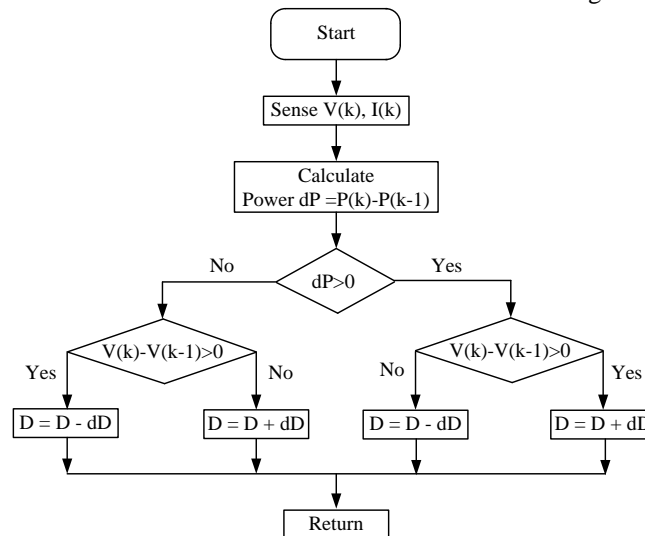 Start
Sense V(k), I(k)
Calculate
Power dP =P(k)-P(k-1)
No
dP>0
Yes
V(k)-V(k-1)>0
V(k)-V(k-1)>0
Yes
No
No
Yes
D = D - dD
D = D + dD
D = D - dD
D = D + dD
Return